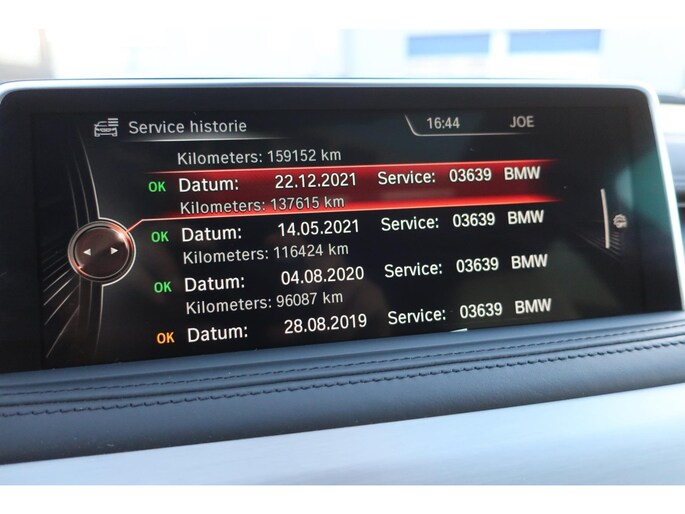 Service historie 16:44 JOE
Kilometers: 159152 km
OK Datum: 22.12.2021 Service: 03639 BMW
Kilometers: 137615 km
OK Datum: 14.05.2021 Service: 03639 BMW
Kilometers: 116424 km
OK Datum: 04.08.2020 Service: 03639 BMW
Kilometers: 96087 km
OK Datum: 28.08.2019 Service: 03639 BMW